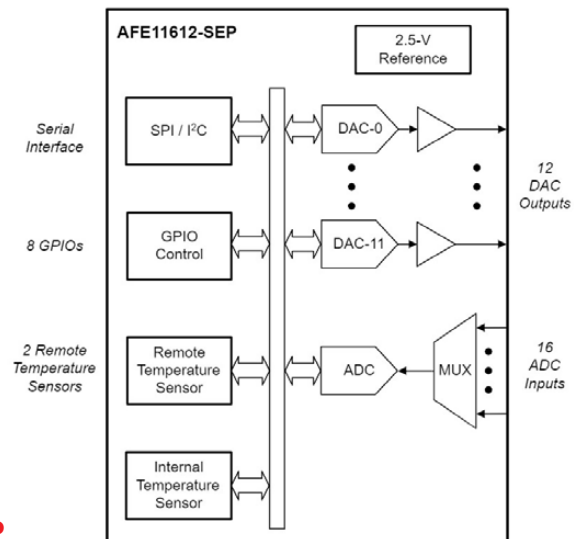 AFE11612-SEP
2.5-V
Reference
Serial
Interface
SPI / I²C
DAC-0
12
DAC
Outputs
8 GPIOs
GPIO
Control
DAC-11
2 Remote
Temperature
Sensors
Remote
Temperature
Sensor
ADC
MUX
16
ADC
Inputs
Internal
Temperature
Sensor